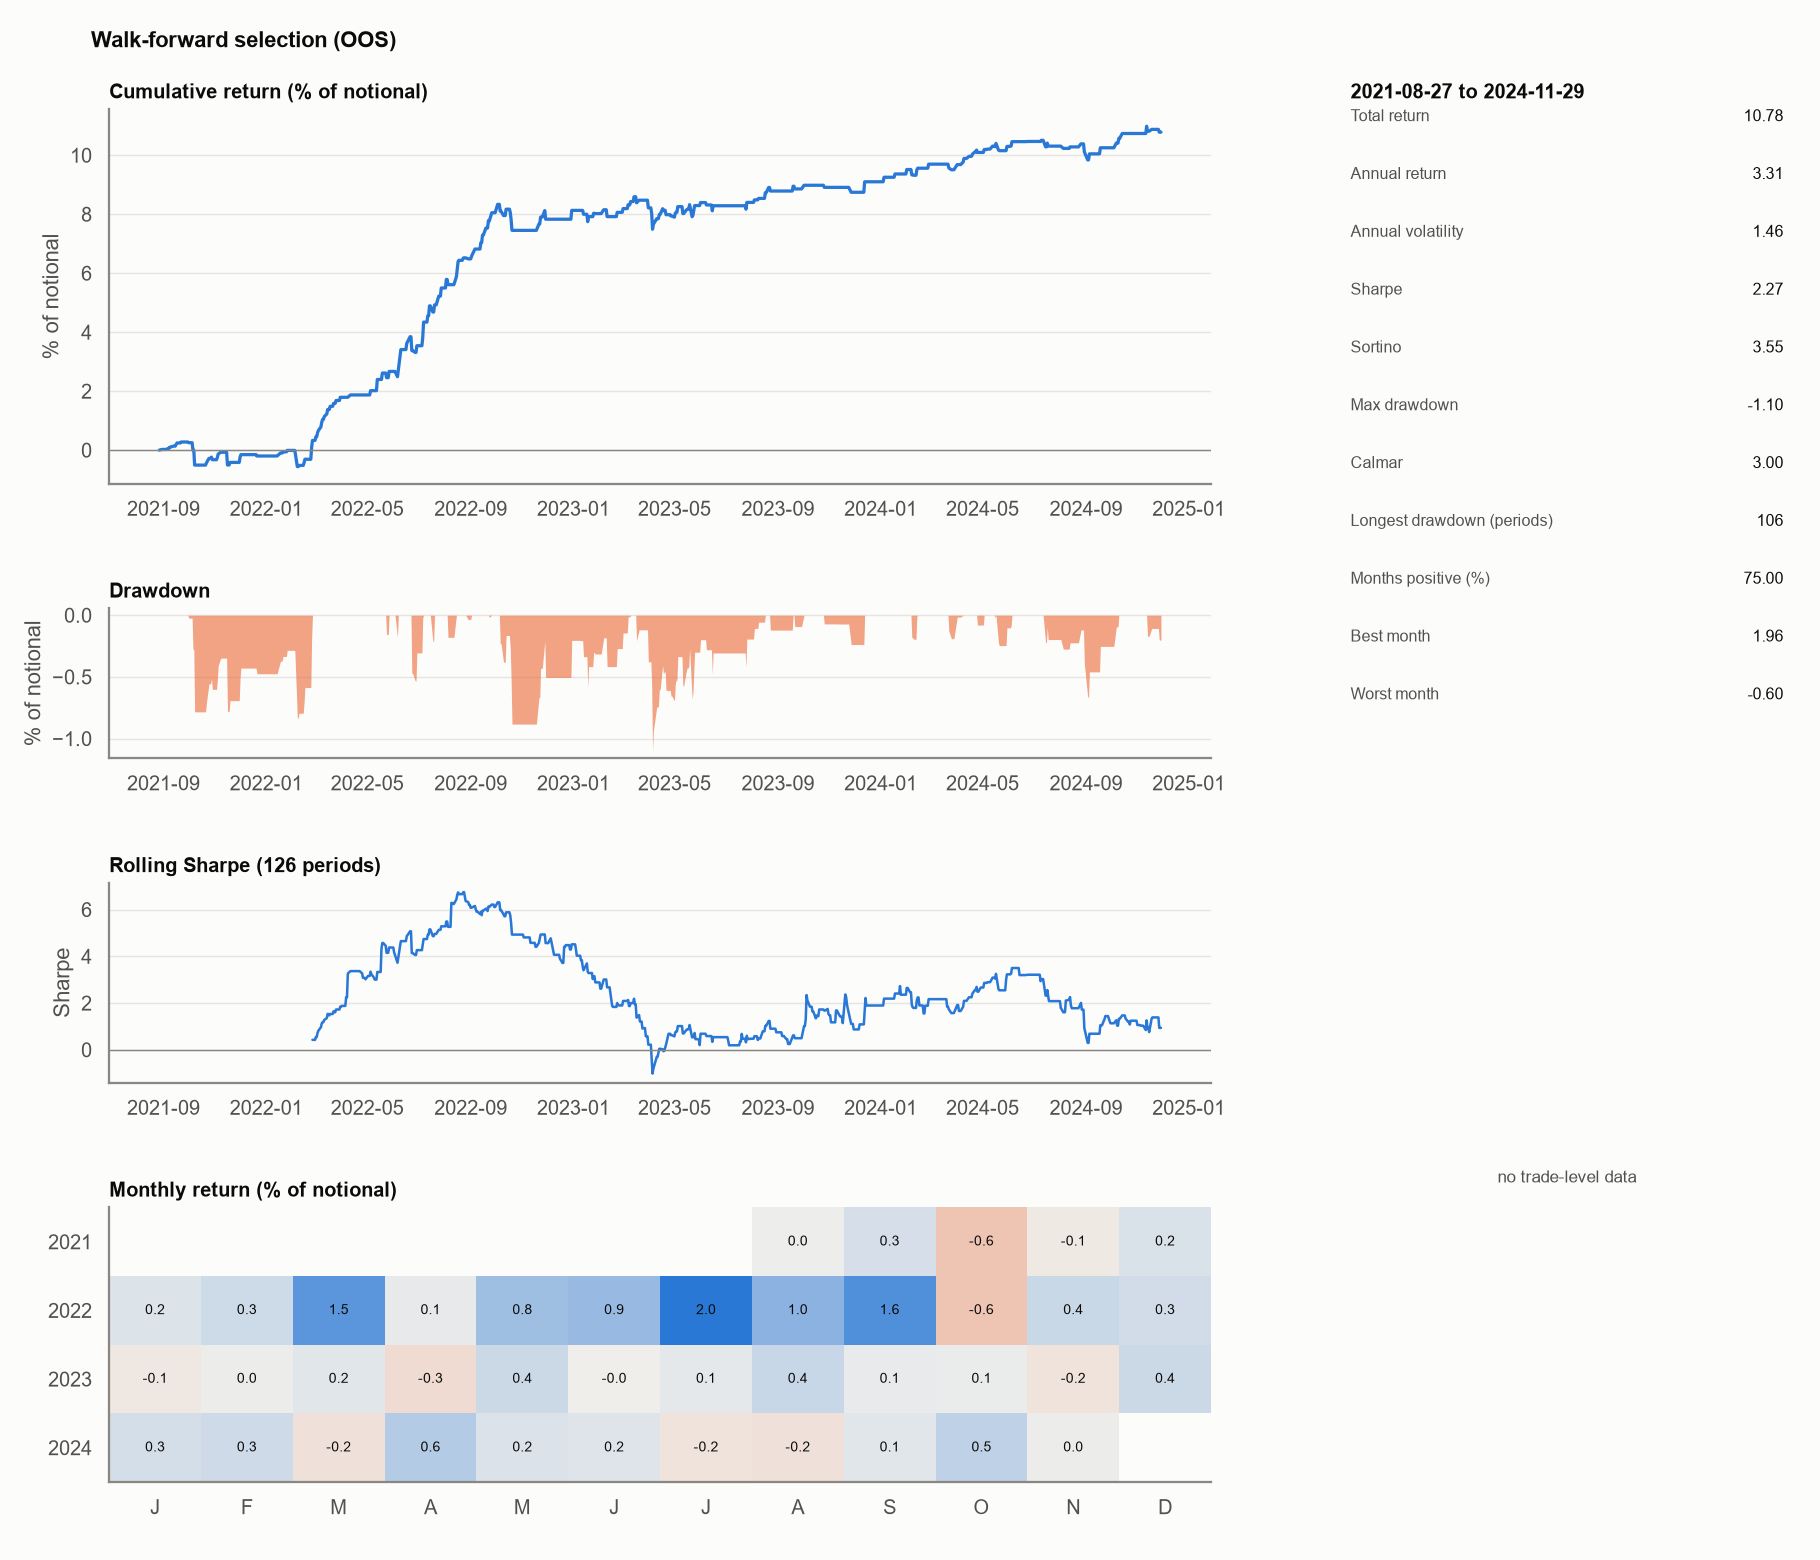 Walk-forward selection (OOS)
Cumulative return (% of notional)
% of notional
10
8
6
4
2
0
2021-09 2022-01 2022-05 2022-09 2023-01 2023-05 2023-09 2024-01 2024-05 2024-09 2025-01
Drawdown
% of notional
0.0
−0.5
−1.0
2021-09 2022-01 2022-05 2022-09 2023-01 2023-05 2023-09 2024-01 2024-05 2024-09 2025-01
Rolling Sharpe (126 periods)
Sharpe
6
4
2
0
2021-09 2022-01 2022-05 2022-09 2023-01 2023-05 2023-09 2024-01 2024-05 2024-09 2025-01
Monthly return (% of notional)
2021 0.0 0.3 -0.6 -0.1 0.2
2022 0.2 0.3 1.5 0.1 0.8 0.9 2.0 1.0 1.6 -0.6 0.4 0.3
2023 -0.1 0.0 0.2 -0.3 0.4 -0.0 0.1 0.4 0.1 0.1 -0.2 0.4
2024 0.3 0.3 -0.2 0.6 0.2 0.2 -0.2 -0.2 0.1 0.5 0.0
J F M A M J J A S O N D
2021-08-27 to 2024-11-29
Total return 10.78
Annual return 3.31
Annual volatility 1.46
Sharpe 2.27
Sortino 3.55
Max drawdown -1.10
Calmar 3.00
Longest drawdown (periods) 106
Months positive (%) 75.00
Best month 1.96
Worst month -0.60
no trade-level data